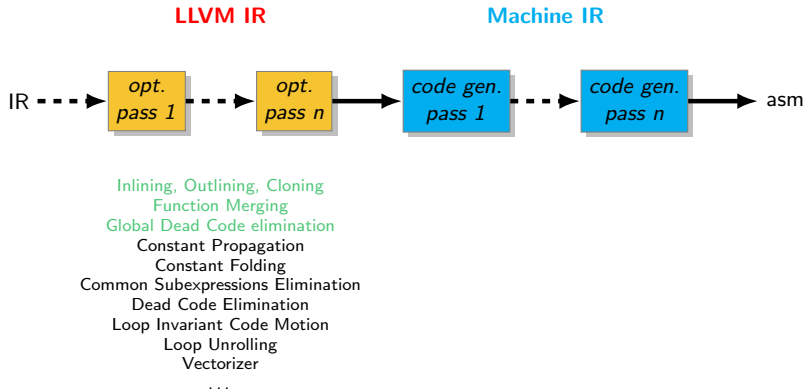 LLVM IR
Machine IR
IR
opt.
pass 1
opt.
pass n
code gen.
pass 1
code gen.
pass n
asm
Inlining, Outlining, Cloning
Function Merging
Global Dead Code elimination
Constant Propagation
Constant Folding
Common Subexpressions Elimination
Dead Code Elimination
Loop Invariant Code Motion
Loop Unrolling
Vectorizer
...